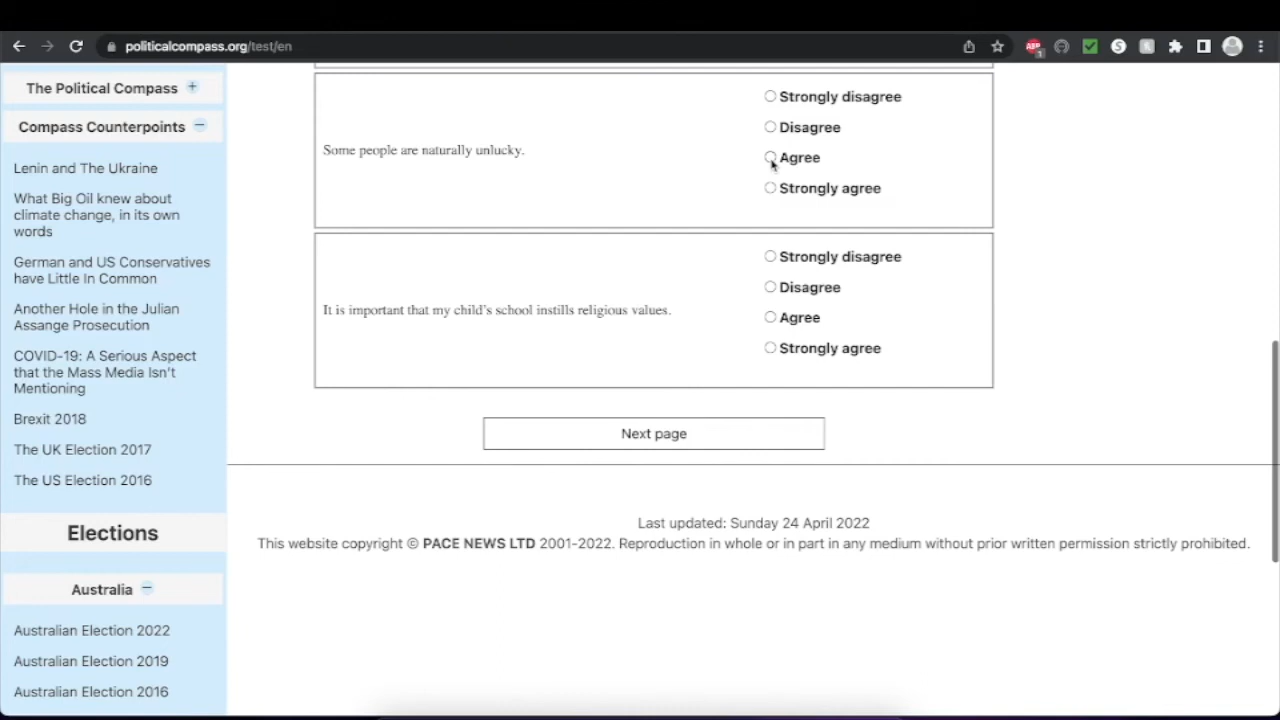 politicalcompass.org/test/en
ABP
1
S
The Political Compass +
Compass Counterpoints −
Lenin and The Ukraine
What Big Oil knew about
climate change, in its own
words
German and US Conservatives
have Little In Common
Another Hole in the Julian
Assange Prosecution
COVID-19: A Serious Aspect
that the Mass Media Isn't
Mentioning
Brexit 2018
The UK Election 2017
The US Election 2016
Elections
Australia −
Australian Election 2022
Australian Election 2019
Australian Election 2016
Some people are naturally unlucky.
Strongly disagree
Disagree
Agree
Strongly agree
It is important that my child's school instills religious values.
Strongly disagree
Disagree
Agree
Strongly agree
Next page
Last updated: Sunday 24 April 2022
This website copyright © PACE NEWS LTD 2001-2022. Reproduction in whole or in part in any medium without prior written permission strictly prohibited.